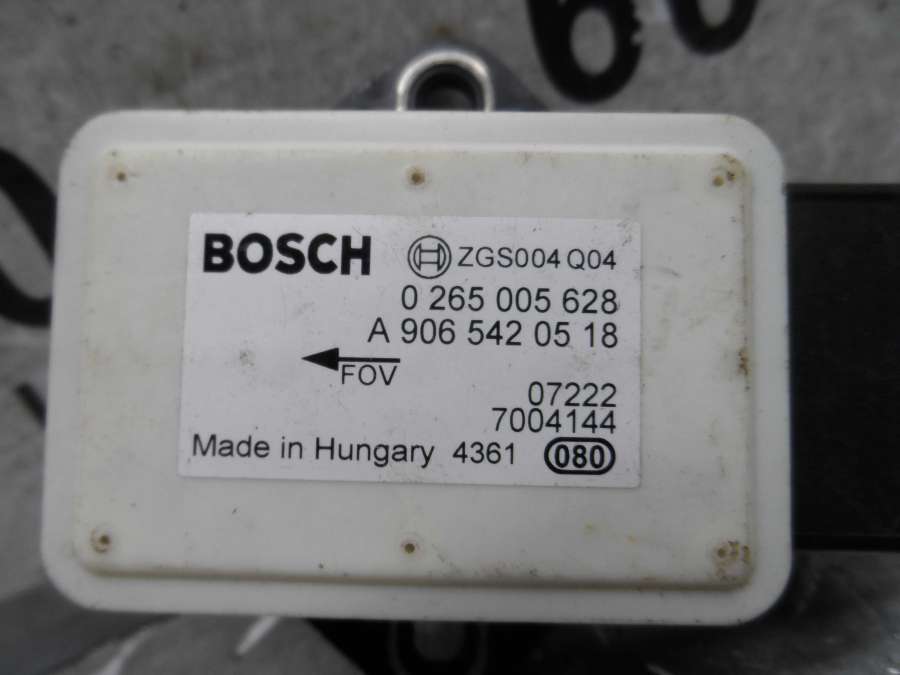 BOSCH ZGS004 Q04
0 265 005 628
A 906 542 05 18
FOV
07222
7004144
Made in Hungary 4361 080